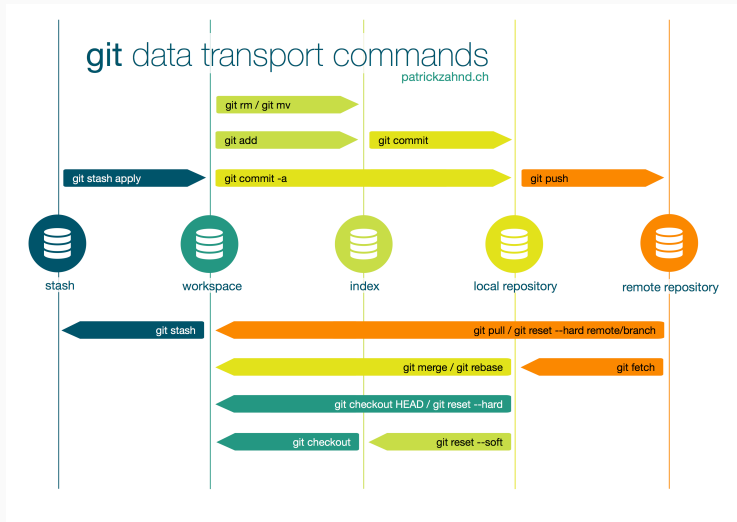 git data transport commands
patrickzahnd.ch
git rm / git mv
git add
git commit
git stash apply
git commit -a
git push
stash
workspace
index
local repository
remote repository
git stash
git pull / git reset --hard remote/branch
git merge / git rebase
git fetch
git checkout HEAD / git reset --hard
git checkout
git reset --soft